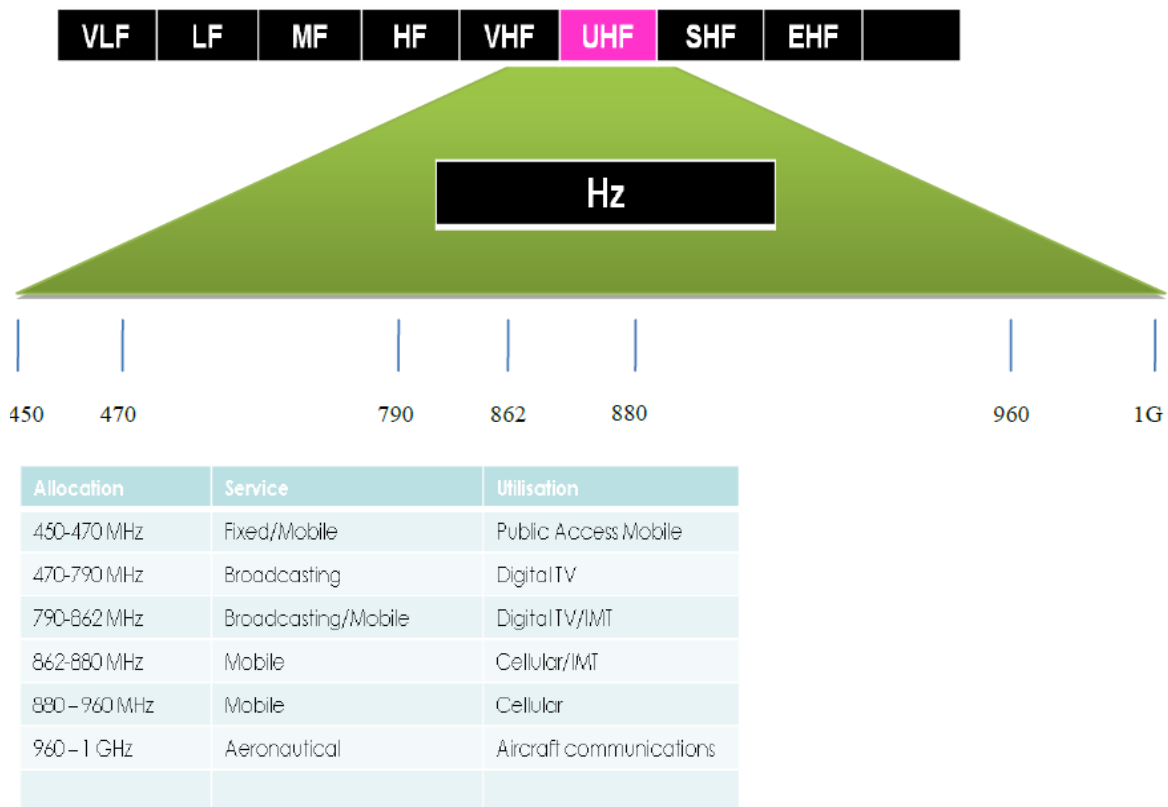 VLF LF MF HF VHF UHF SHF EHF
Hz
450 470 790 862 880 960 1G
Allocation Service Utilisation
450-470 MHz Fixed/Mobile Public Access Mobile
470-790 MHz Broadcasting Digital TV
790-862 MHz Broadcasting/Mobile Digital TV/IMT
862-880 MHz Mobile Cellular/IMT
880 – 960 MHz Mobile Cellular
960 – 1 GHz Aeronautical Aircraft communications